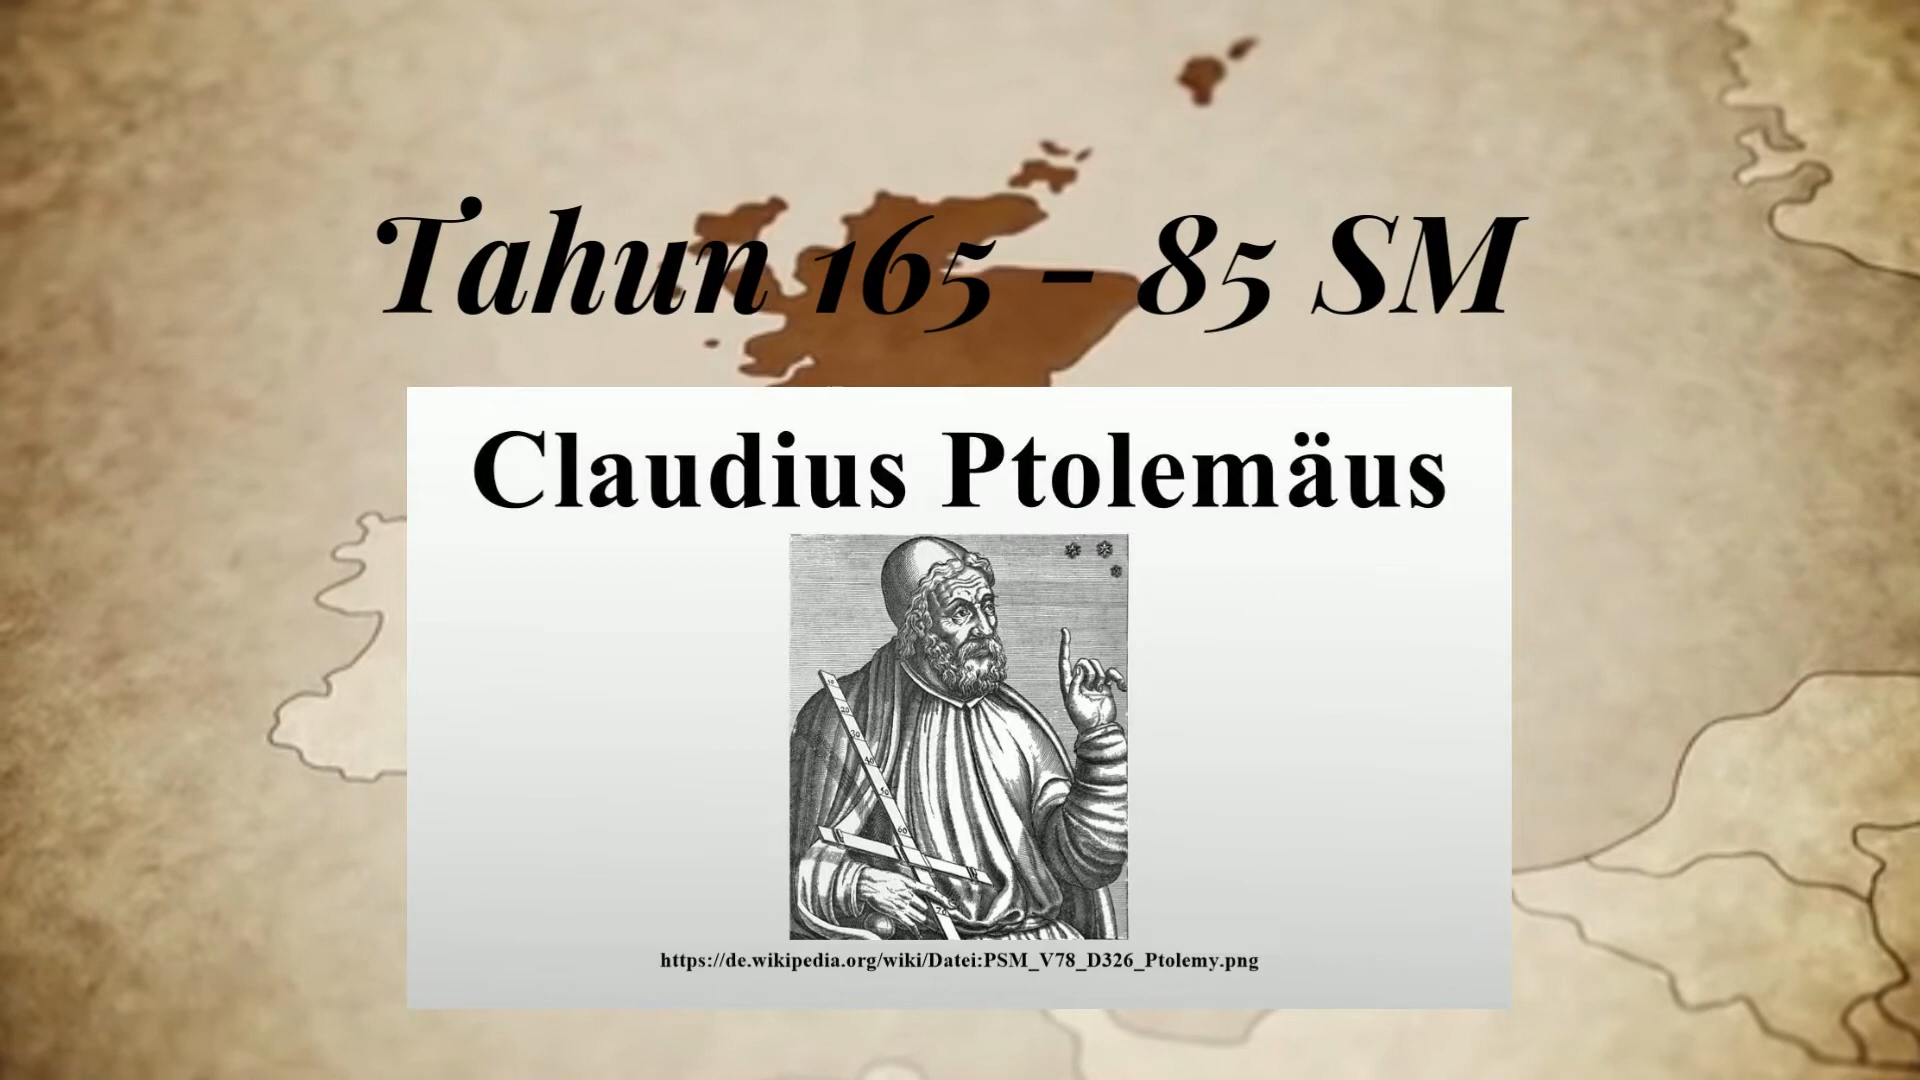 Tahun 165 - 85 SM
Claudius Ptolemäus
https://de.wikipedia.org/wiki/Datei:PSM_V78_D326_Ptolemy.png